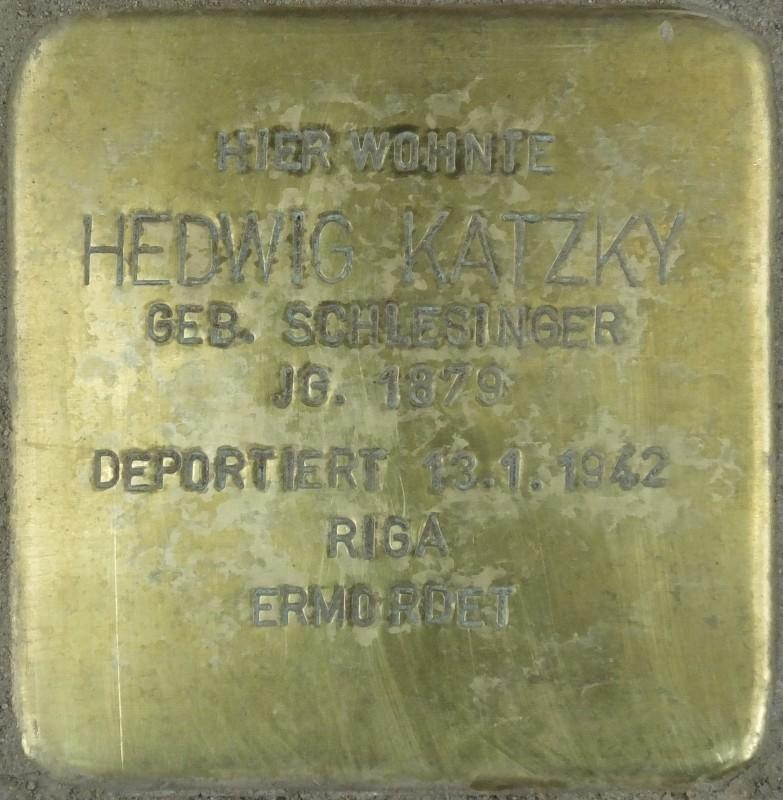 HIER WOHNTE
HEDWIG KATZKY
GEB. SCHLESINGER
JG. 1879
DEPORTIERT 13.1.1942
RIGA
ERMORDET